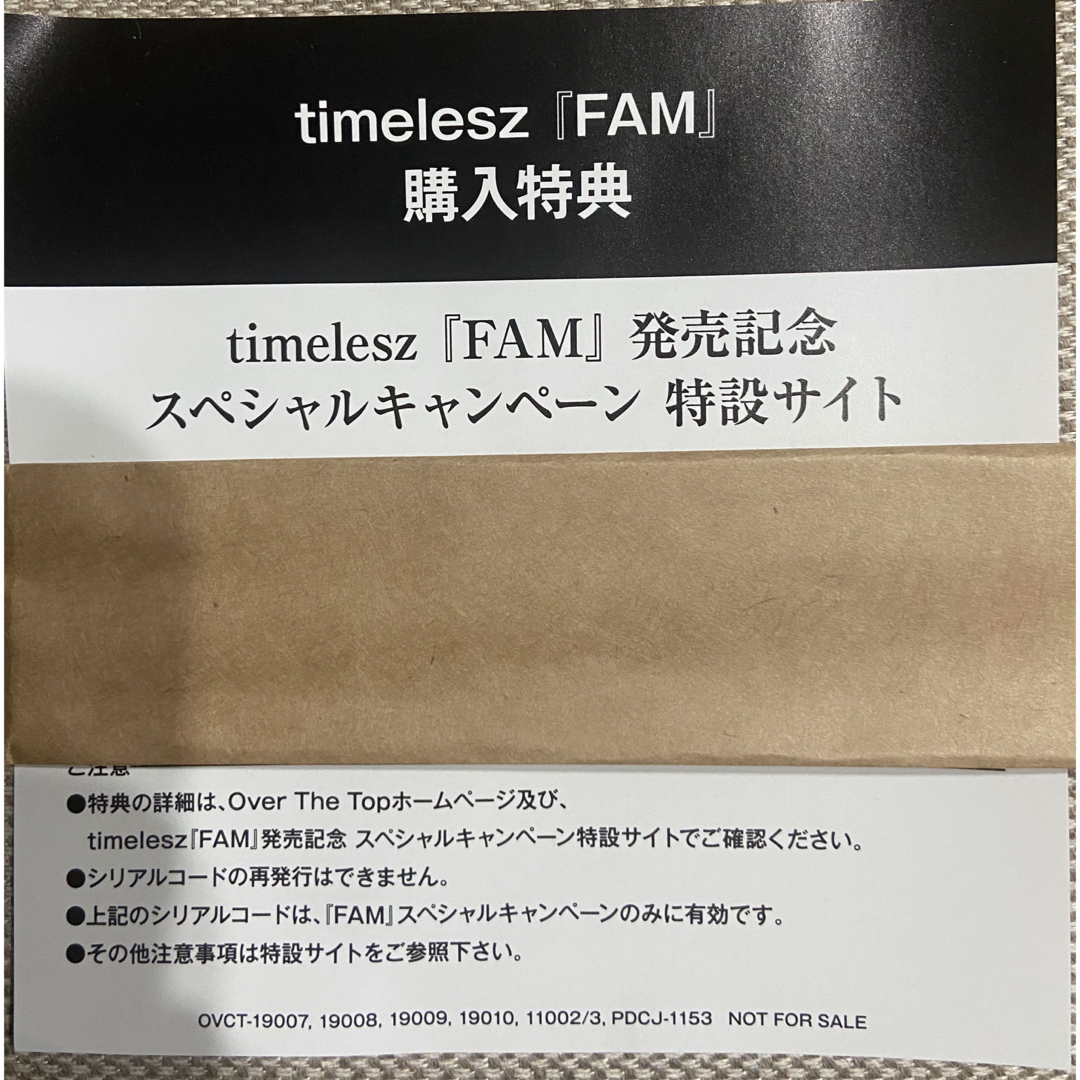 timelesz『FAM』
購入特典
timelesz『FAM』発売記念
スペシャルキャンペーン 特設サイト
ご注意
●特典の詳細は、Over The Topホームページ及び、
timelesz『FAM』発売記念 スペシャルキャンペーン特設サイトでご確認ください。
●シリアルコードの再発行はできません。
●上記のシリアルコードは、『FAM』スペシャルキャンペーンのみに有効です。
●その他注意事項は特設サイトをご参照下さい。
OVCT-19007, 19008, 19009, 19010, 11002/3, PDCJ-1153 NOT FOR SALE